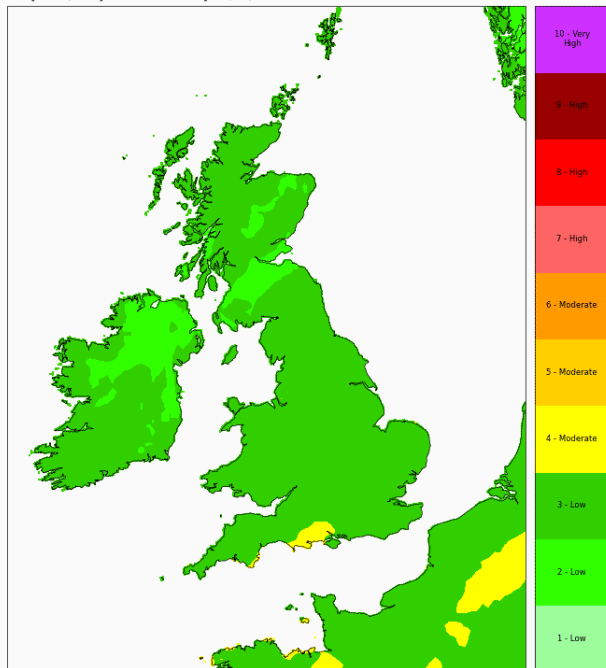 10 - Very
High
9 - High
8 - High
7 - High
6 - Moderate
5 - Moderate
4 - Moderate
3 - Low
2 - Low
1 - Low